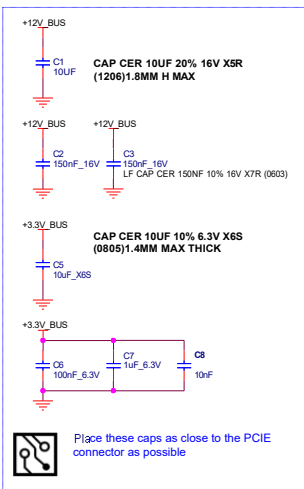 +12V_BUS
C1
10UF
CAP CER 10UF 20% 16V X5R
(1206)1.8MM H MAX
+12V_BUS
+12V_BUS
C2
150nF_16V
C3
150nF_16V
LF CAP CER 150NF 10% 16V X7R (0603)
+3.3V_BUS
CAP CER 10UF 10% 6.3V X6S
(0805)1.4MM MAX THICK
C5
10uF_X6S
+3.3V_BUS
C6
100nF_6.3V
C7
1uF_6.3V
C8
10nF
Place these caps as close to the PCIE
connector as possible